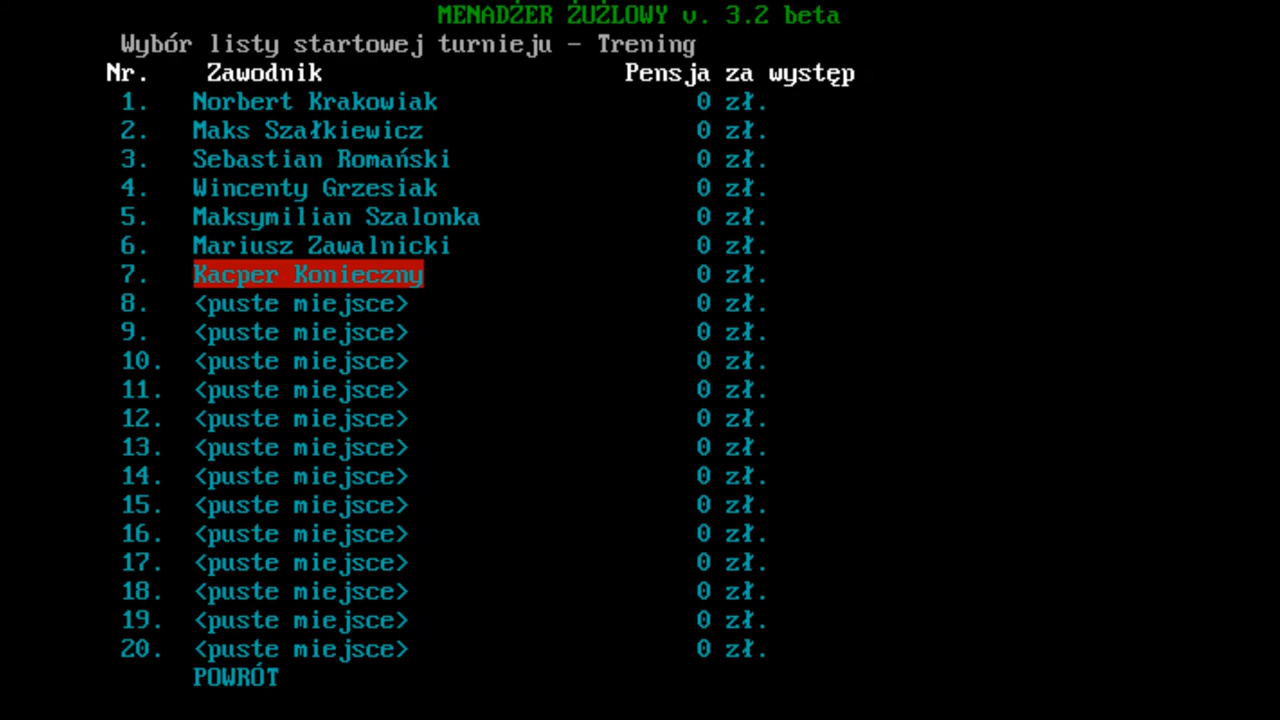 MENADŻER ŻUŻLOWY v. 3.2 beta
Wybór listy startowej turnieju - Trening
Nr. Zawodnik Pensja za występ
1. Norbert Krakowiak 0 zł.
2. Maks Szałkiewicz 0 zł.
3. Sebastian Romański 0 zł.
4. Wincenty Grzesiak 0 zł.
5. Maksymilian Szalonka 0 zł.
6. Mariusz Zawalnicki 0 zł.
7. Kacper Konieczny 0 zł.
8. <puste miejsce> 0 zł.
9. <puste miejsce> 0 zł.
10. <puste miejsce> 0 zł.
11. <puste miejsce> 0 zł.
12. <puste miejsce> 0 zł.
13. <puste miejsce> 0 zł.
14. <puste miejsce> 0 zł.
15. <puste miejsce> 0 zł.
16. <puste miejsce> 0 zł.
17. <puste miejsce> 0 zł.
18. <puste miejsce> 0 zł.
19. <puste miejsce> 0 zł.
20. <puste miejsce> 0 zł.
POWRÓT